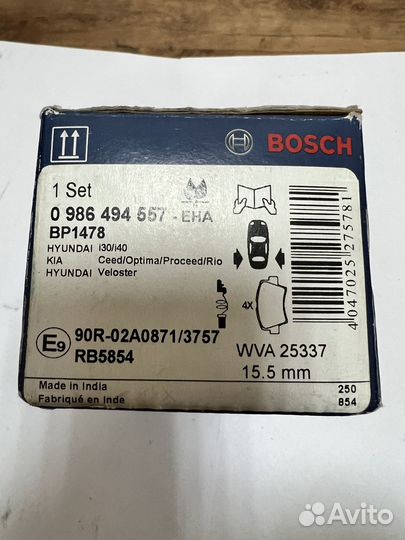 BOSCH
1 Set
0 986 494 557 - EHA
BP1478
HYUNDAI i30/i40
KIA Ceed/Optima/Proceed/Rio
HYUNDAI Veloster
4X
4047025275781
E9 90R-02A0871/3757
RB5854
WVA 25337
15.5 mm
Made in India
Fabriqué en Inde
250
854
Avito